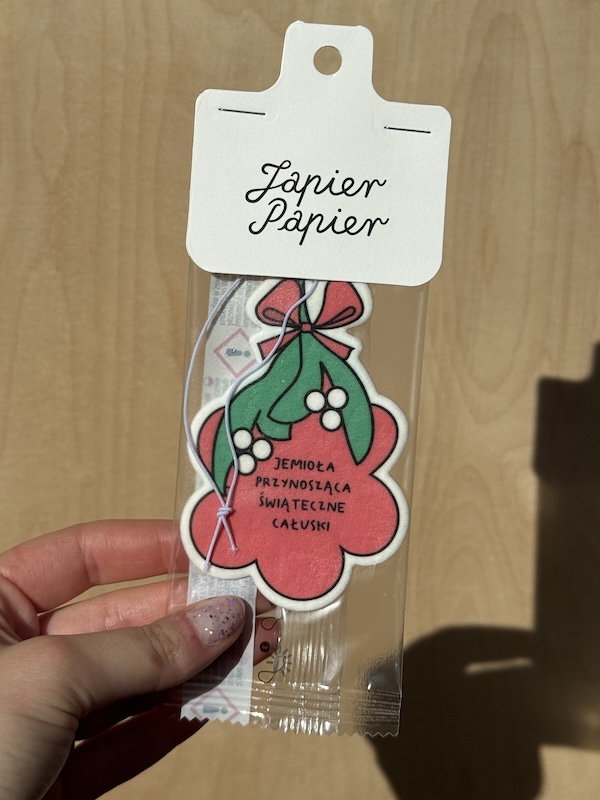 Japier
Papier
JEMIOŁA
PRZYNOSZĄCA
ŚWIĄTECZNE
CAŁUSKI